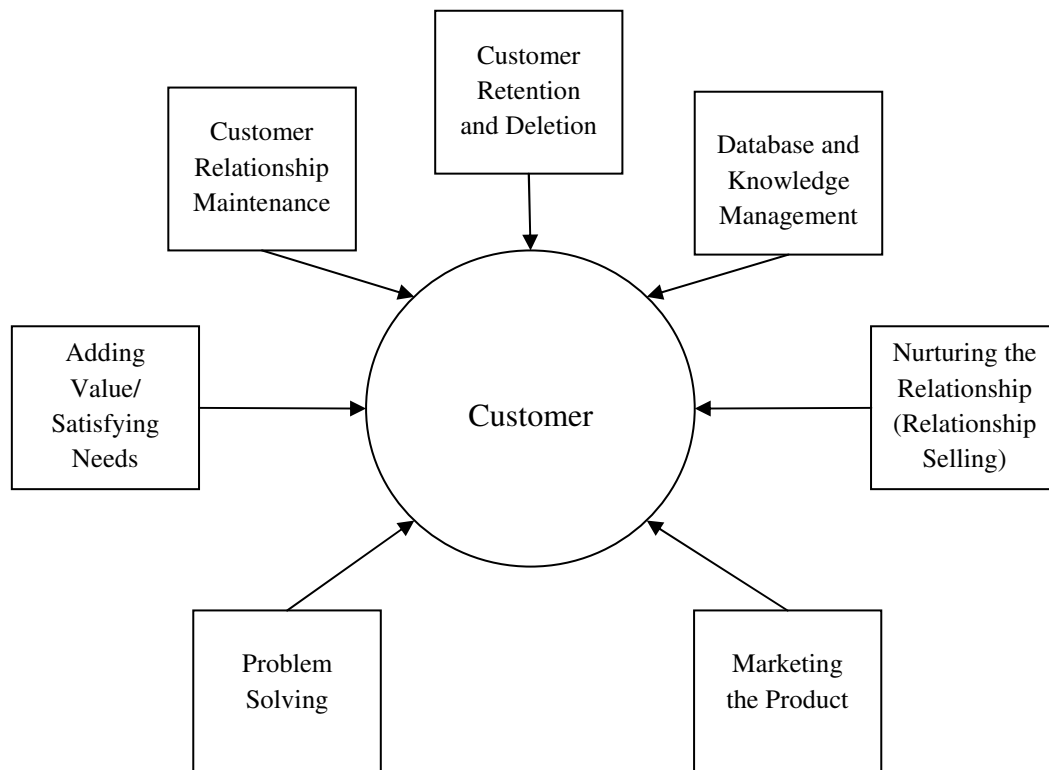 Customer
Retention
and Deletion
Customer
Relationship
Maintenance
Database and
Knowledge
Management
Adding
Value/
Satisfying
Needs
Customer
Nurturing the
Relationship
(Relationship
Selling)
Problem
Solving
Marketing
the Product